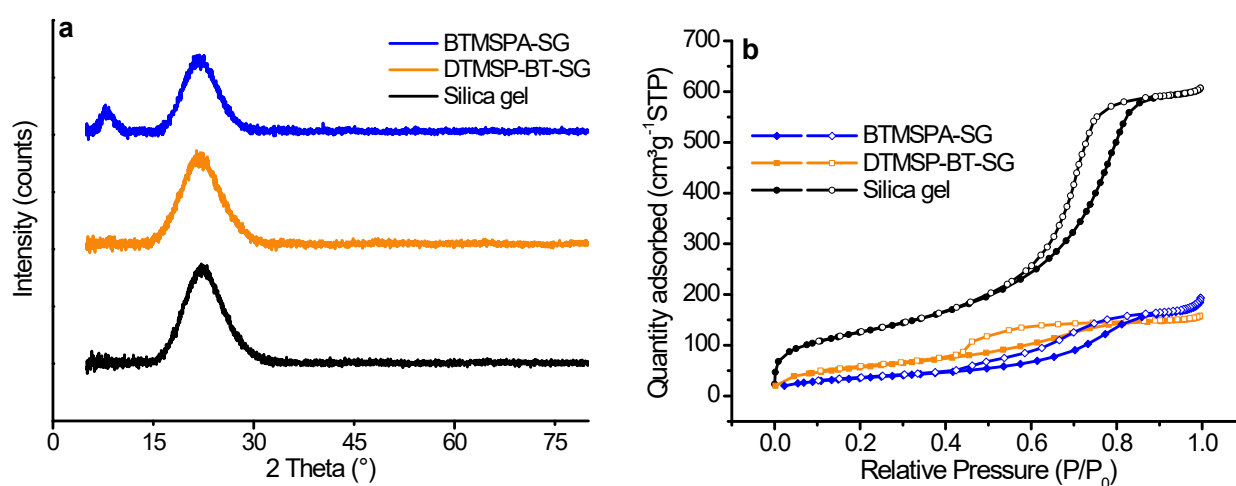 a
BTMSPA-SG
DTMSP-BT-SG
Silica gel
Intensity (counts)
0 15 30 45 60 75
2 Theta (°)
b
700
600
500
400
300
200
100
0
BTMSPA-SG
DTMSP-BT-SG
Silica gel
Quantity adsorbed (cm³g⁻¹STP)
0.0 0.2 0.4 0.6 0.8 1.0
Relative Pressure (P/P₀)